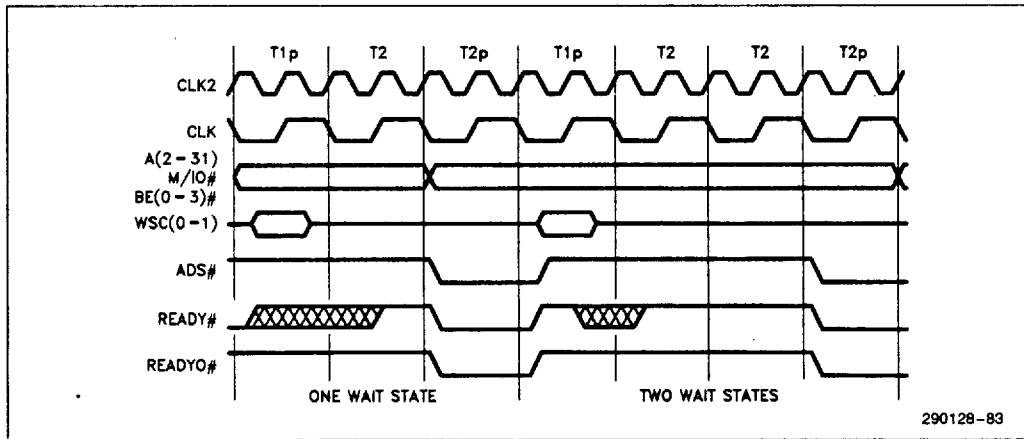 T1p T2 T2p T1p T2 T2 T2p
CLK2
CLK
A(2-31)
M/IO#
BE(0-3)#
WSC(0-1)
ADS#
READY#
READYO#
ONE WAIT STATE TWO WAIT STATES
290128-83